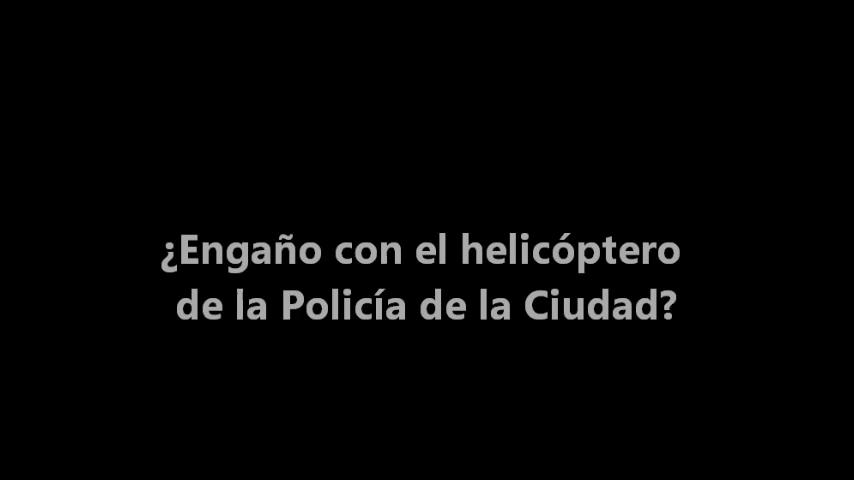 ¿Engaño con el helicóptero
de la Policía de la Ciudad?